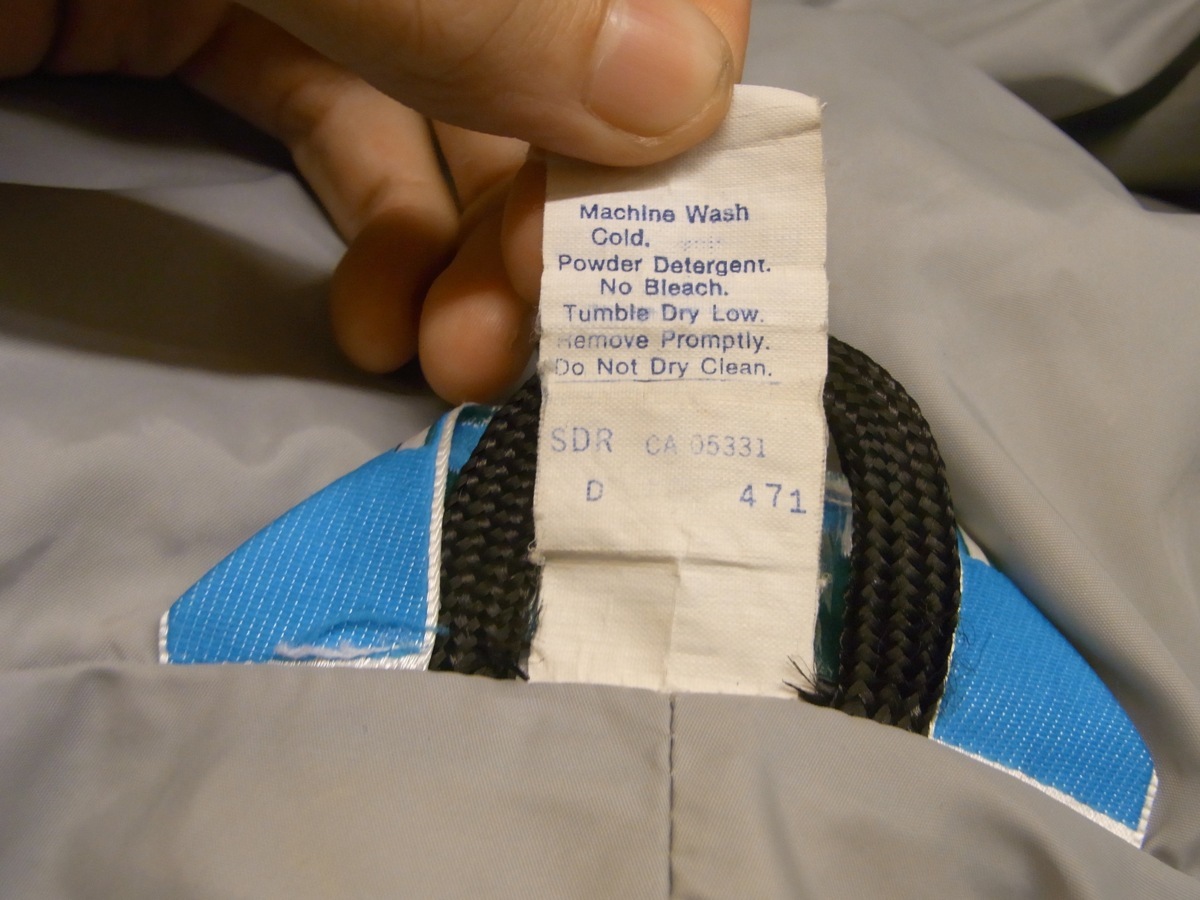 Machine Wash
Cold.
Powder Detergent.
No Bleach.
Tumble Dry Low.
Remove Promptly.
Do Not Dry Clean.
SDR CA 05331
D 471